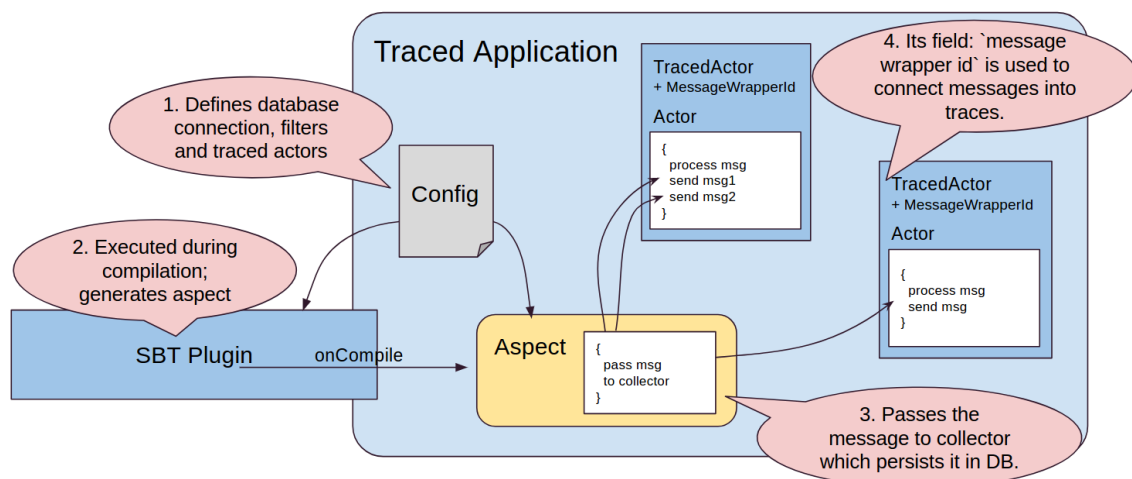 Traced Application
1. Defines database
connection, filters
and traced actors
Config
2. Executed during
compilation;
generates aspect
SBT Plugin
onCompile
Aspect
{
pass msg
to collector
}
3. Passes the
message to collector
which persists it in DB.
TracedActor
+ MessageWrapperId
Actor
{
process msg
send msg1
send msg2
}
4. Its field: `message
wrapper id` is used to
connect messages into
traces.
TracedActor
+ MessageWrapperId
Actor
{
process msg
send msg
}